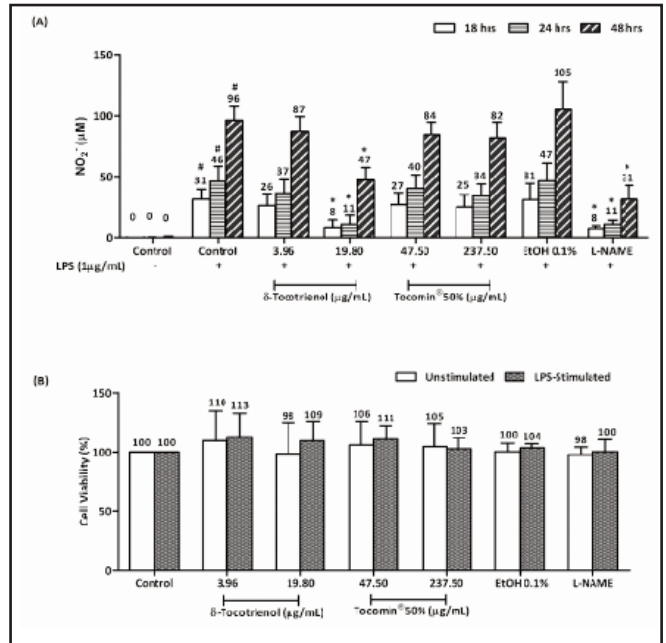 (A)
18 hrs 24 hrs 48 hrs
NO₂⁻ (µM)
150
100
50
0
0 0 0
# 31 # 46 # 96
26 37 87
* 8 * 11 * 47
27 40 84
25 34 82
31 47 105
* 8 * 11 * 31
Control Control 3.96 19.80 47.50 237.50 EtOH 0.1% L-NAME
LPS (1µg/mL) - + + + + + + +
δ-Tocotrienol (µg/mL) Tocomin®50% (µg/mL)
(B)
Unstimulated LPS-Stimulated
Cell Viability (%)
150
100
50
0
100 100 110 113 98 109 106 111 105 103 100 104 98 100
Control 3.96 19.80 47.50 237.50 EtOH 0.1% L-NAME
δ-Tocotrienol (µg/mL) Tocomin®50% (µg/mL)